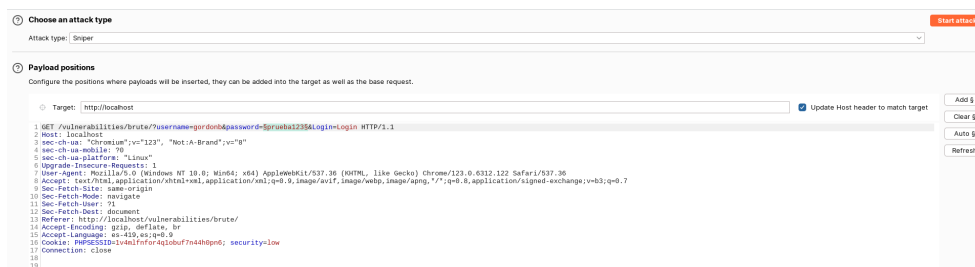 Choose an attack type
Start attack
Attack type: Sniper
Payload positions
Configure the positions where payloads will be inserted, they can be added into the target as well as the base request.
Target: http://localhost
Update Host header to match target
Add §
Clear §
Auto §
Refresh
1 GET /vulnerabilities/brute/?username=gordonb&password=§prueba123§&Login=Login HTTP/1.1
2 Host: localhost
3 sec-ch-ua: "Chromium";v="123", "Not:A-Brand";v="8"
4 sec-ch-ua-mobile: ?0
5 sec-ch-ua-platform: "Linux"
6 Upgrade-Insecure-Requests: 1
7 User-Agent: Mozilla/5.0 (Windows NT 10.0; Win64; x64) AppleWebKit/537.36 (KHTML, like Gecko) Chrome/123.0.6312.122 Safari/537.36
8 Accept: text/html,application/xhtml+xml,application/xml;q=0.9,image/avif,image/webp,image/apng,*/*;q=0.8,application/signed-exchange;v=b3;q=0.7
9 Sec-Fetch-Site: same-origin
10 Sec-Fetch-Mode: navigate
11 Sec-Fetch-User: ?1
12 Sec-Fetch-Dest: document
13 Referer: http://localhost/vulnerabilities/brute/
14 Accept-Encoding: gzip, deflate, br
15 Accept-Language: es-419,es;q=0.9
16 Cookie: PHPSESSID=1v4mlfnfor4q1obuf7n44h0pn6; security=low
17 Connection: close
18
19